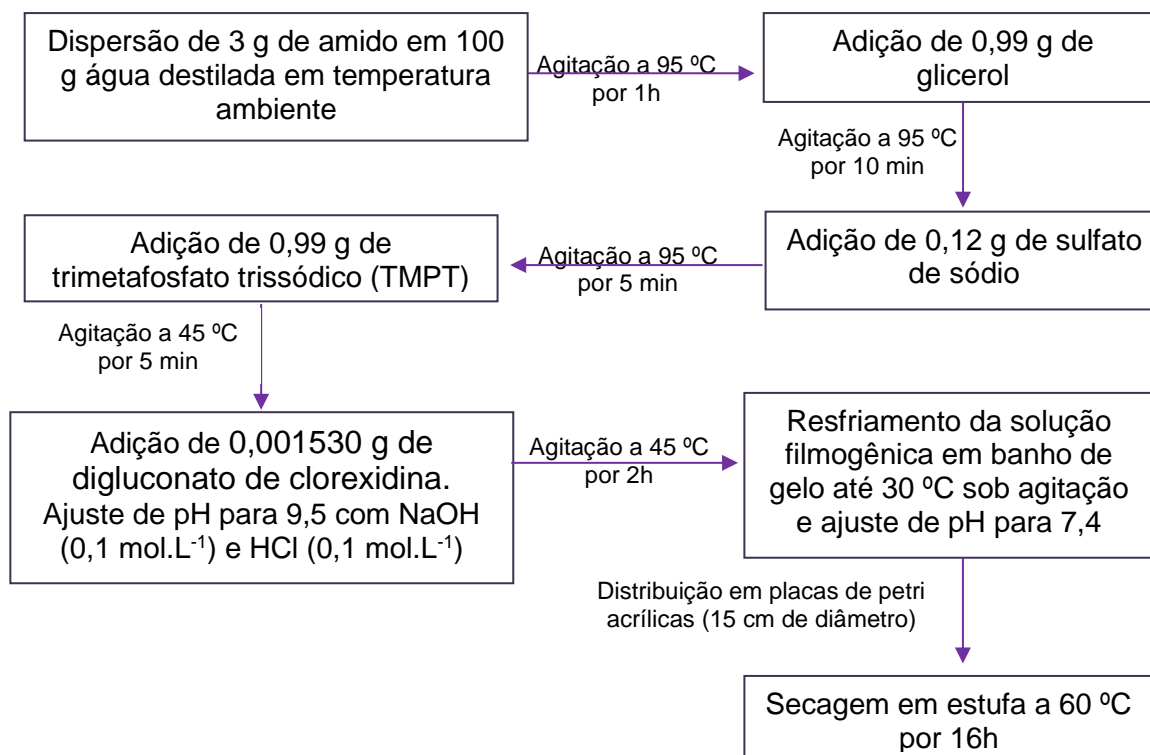 Dispersão de 3 g de amido em 100
g água destilada em temperatura
ambiente
Agitação a 95 ºC
por 1h
Adição de 0,99 g de
glicerol
Agitação a 95 ºC
por 10 min
Adição de 0,12 g de sulfato
de sódio
Agitação a 95 ºC
por 5 min
Adição de 0,99 g de
trimetafosfato trissódico (TMPT)
Agitação a 45 ºC
por 5 min
Adição de 0,001530 g de
digluconato de clorexidina.
Ajuste de pH para 9,5 com NaOH
(0,1 mol.L⁻¹) e HCl (0,1 mol.L⁻¹)
Agitação a 45 ºC
por 2h
Resfriamento da solução
filmogênica em banho de
gelo até 30 ºC sob agitação
e ajuste de pH para 7,4
Distribuição em placas de petri
acrílicas (15 cm de diâmetro)
Secagem em estufa a 60 ºC
por 16h